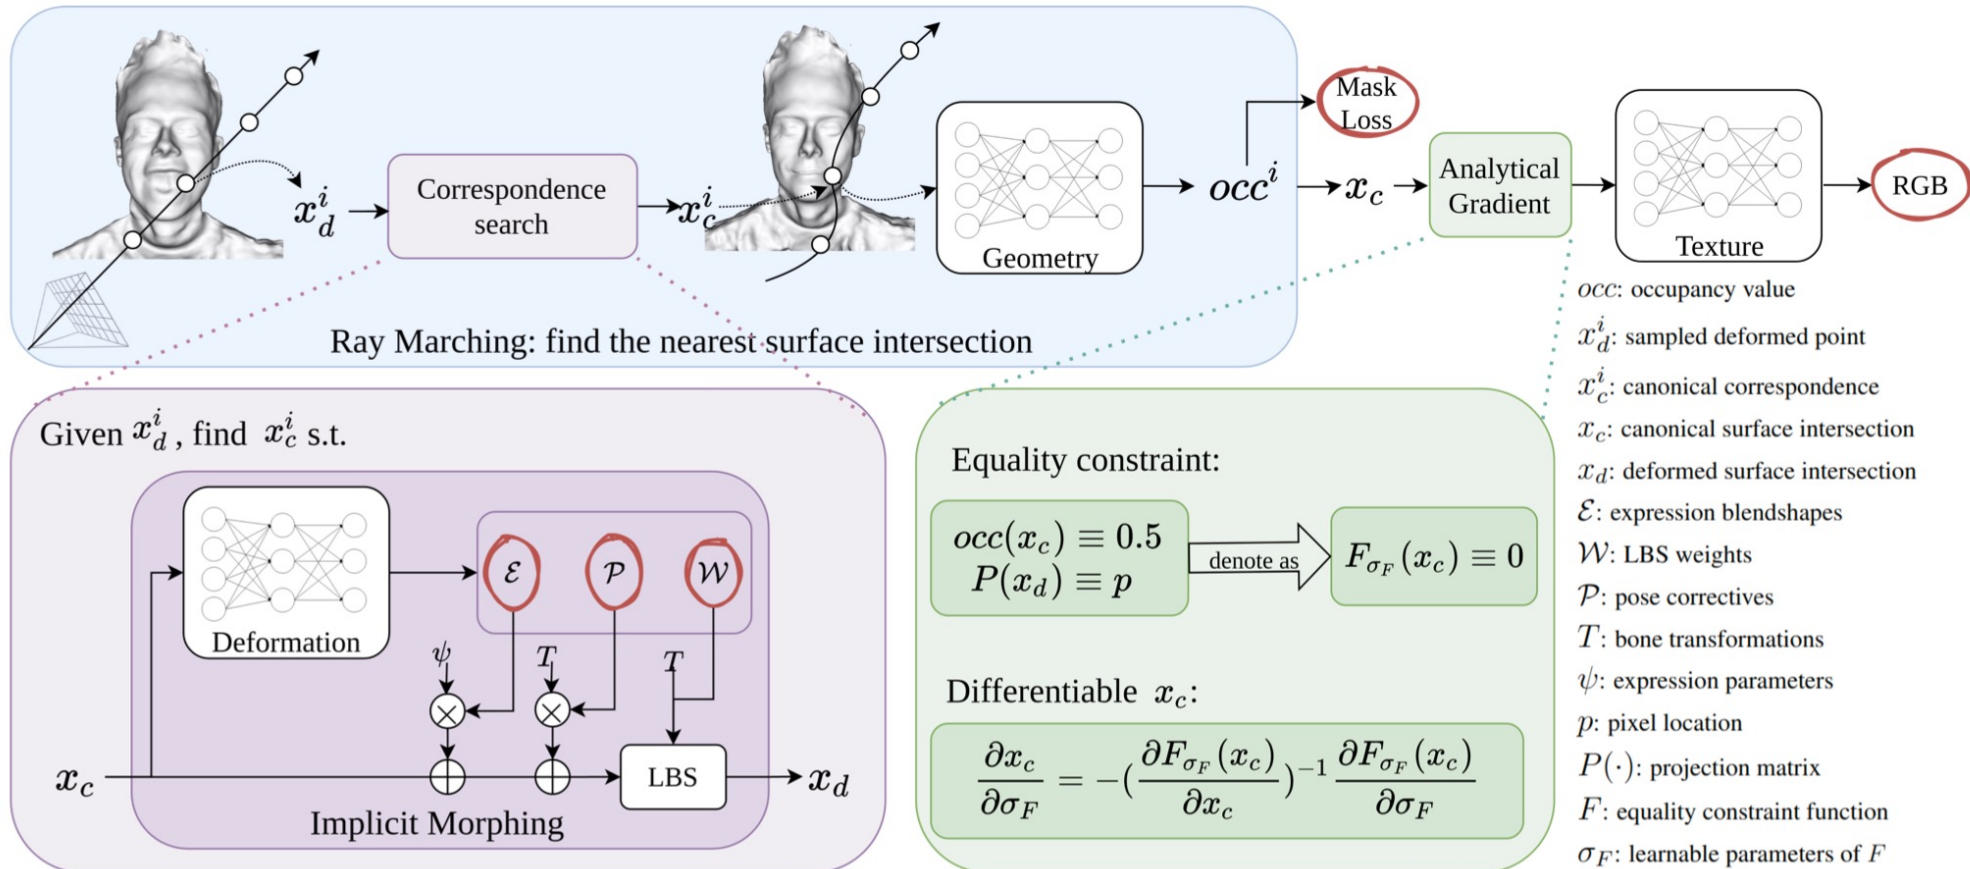 x_d^i
Correspondence
search
x_c^i
Geometry
occ^i
Mask
Loss
x_c
Analytical
Gradient
Texture
RGB
Ray Marching: find the nearest surface intersection
Given x_d^i, find x_c^i s.t.
Deformation
ℰ
𝒫
𝒲
ψ
T
T
×
×
x_c
+
+
LBS
x_d
Implicit Morphing
Equality constraint:
occ(x_c) ≡ 0.5
P(x_d) ≡ p
denote as
F_{σ_F}(x_c) ≡ 0
Differentiable x_c:
∂x_c/∂σ_F = −(∂F_{σ_F}(x_c)/∂x_c)^{-1} ∂F_{σ_F}(x_c)/∂σ_F
occ: occupancy value
x_d^i: sampled deformed point
x_c^i: canonical correspondence
x_c: canonical surface intersection
x_d: deformed surface intersection
ℰ: expression blendshapes
𝒲: LBS weights
𝒫: pose correctives
T: bone transformations
ψ: expression parameters
p: pixel location
P(·): projection matrix
F: equality constraint function
σ_F: learnable parameters of F